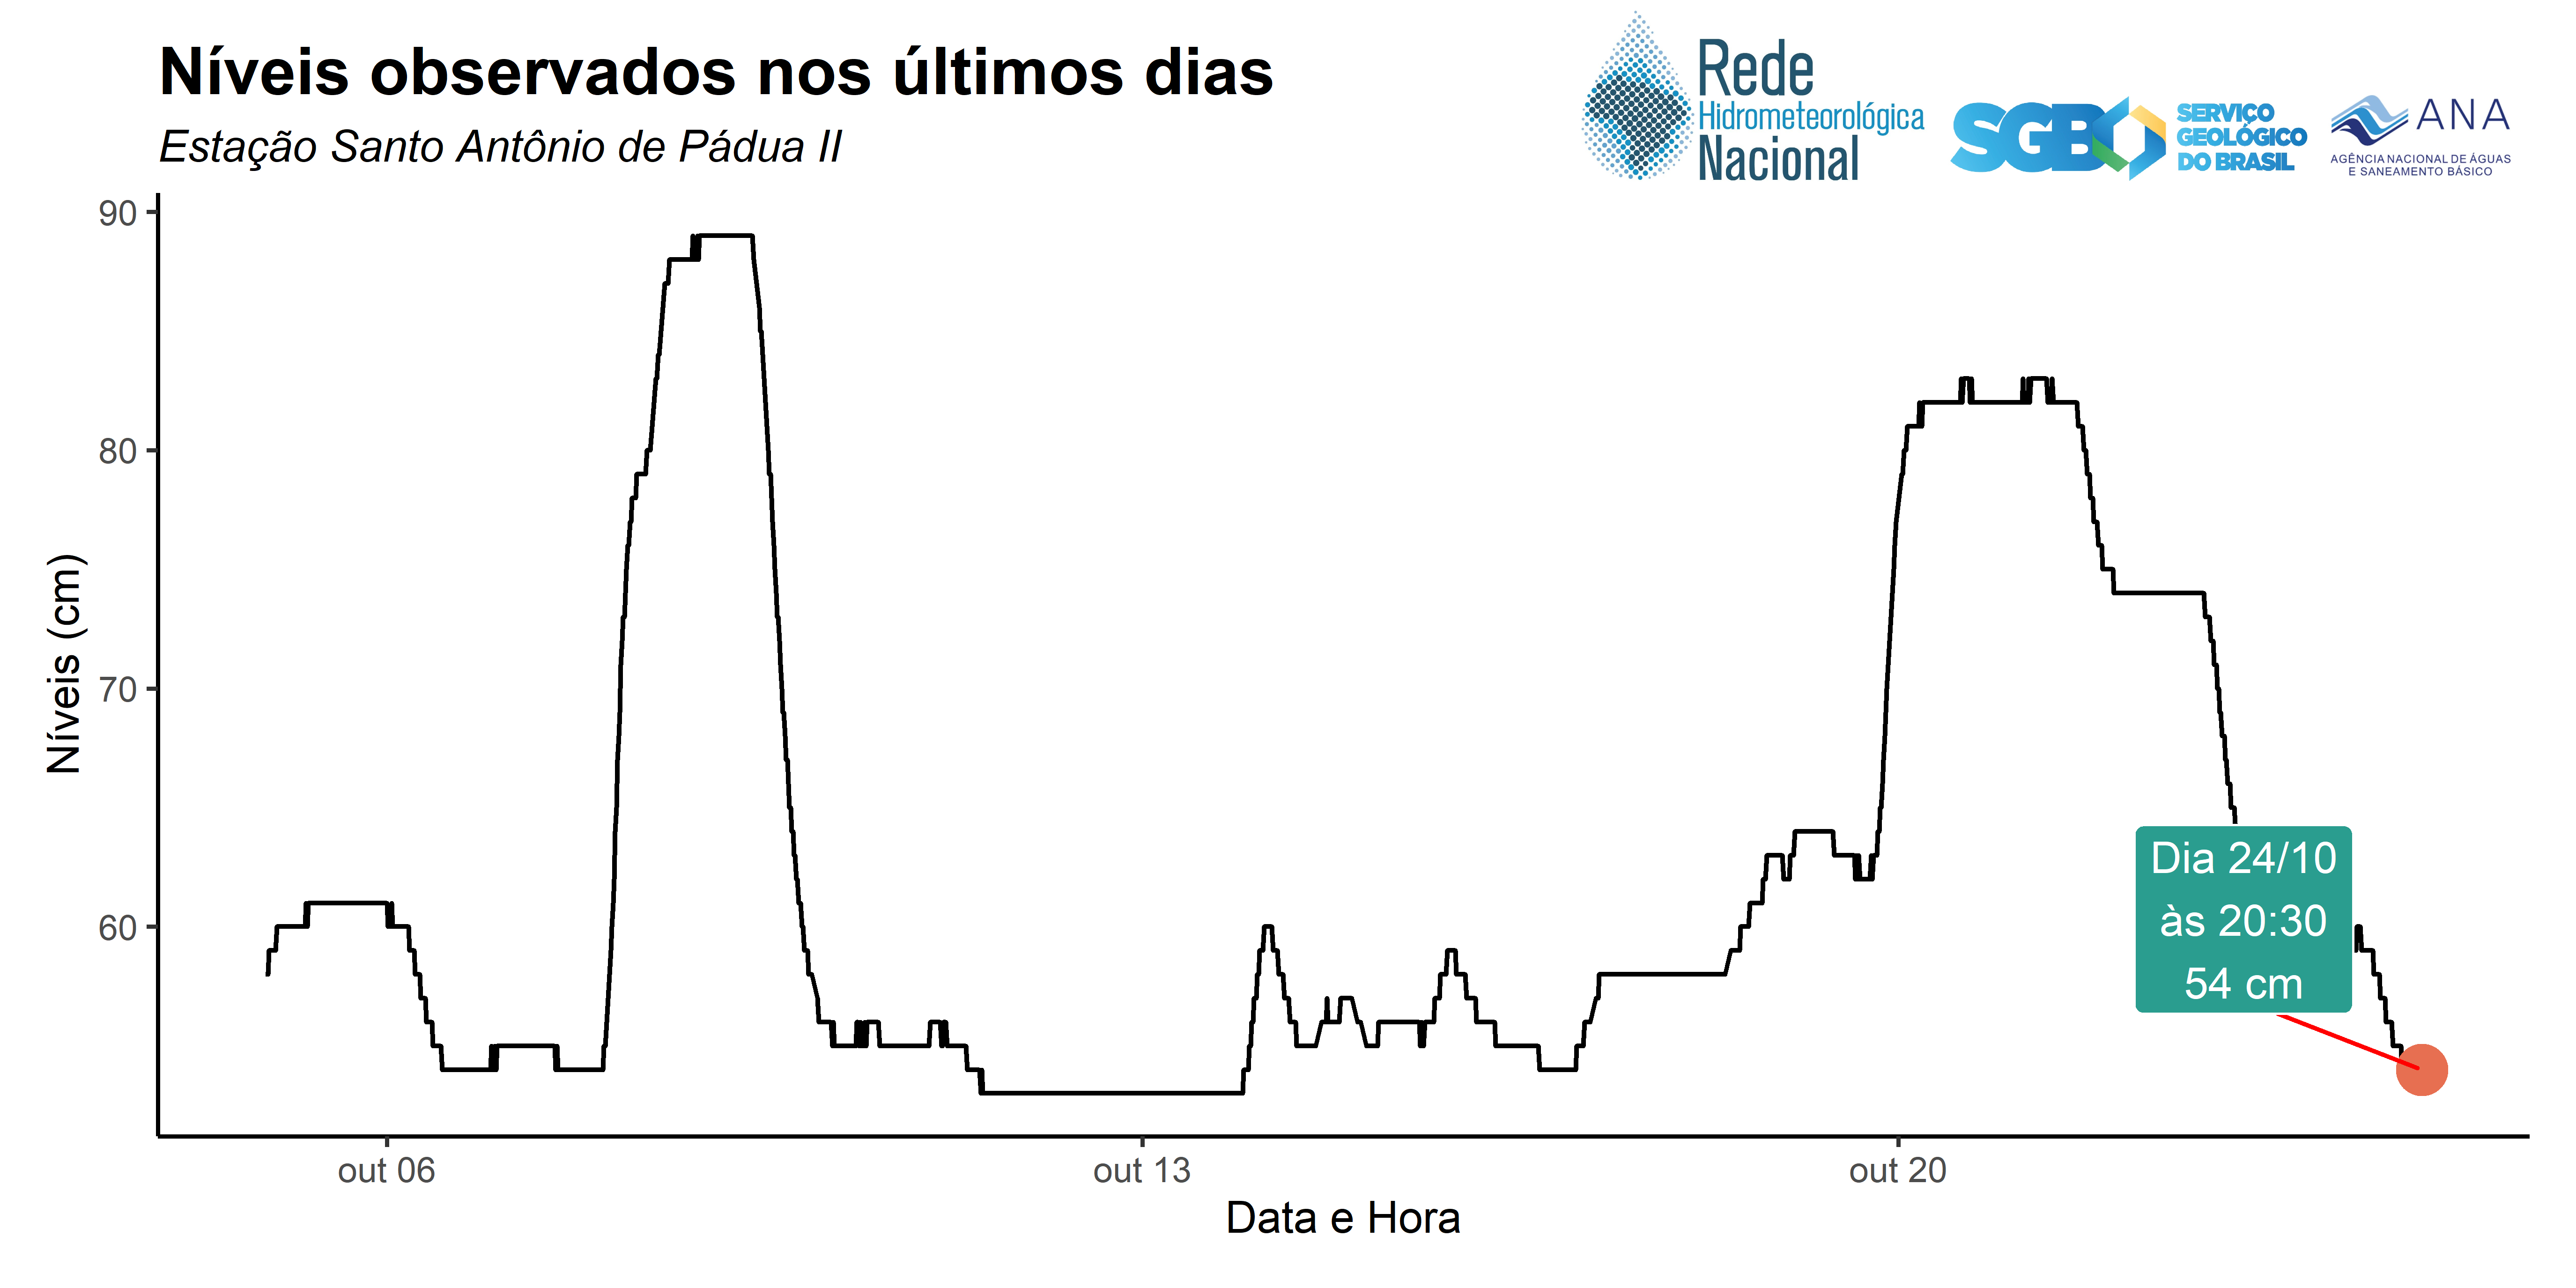 Níveis observados nos últimos dias
Estação Santo Antônio de Pádua II
Rede
Hidrometeorológica
Nacional
SGB
SERVIÇO
GEOLÓGICO
DO BRASIL
ANA
AGÊNCIA NACIONAL DE ÁGUAS
E SANEAMENTO BÁSICO
Níveis (cm)
90
80
70
60
Dia 24/10
às 20:30
54 cm
out 06
out 13
out 20
Data e Hora